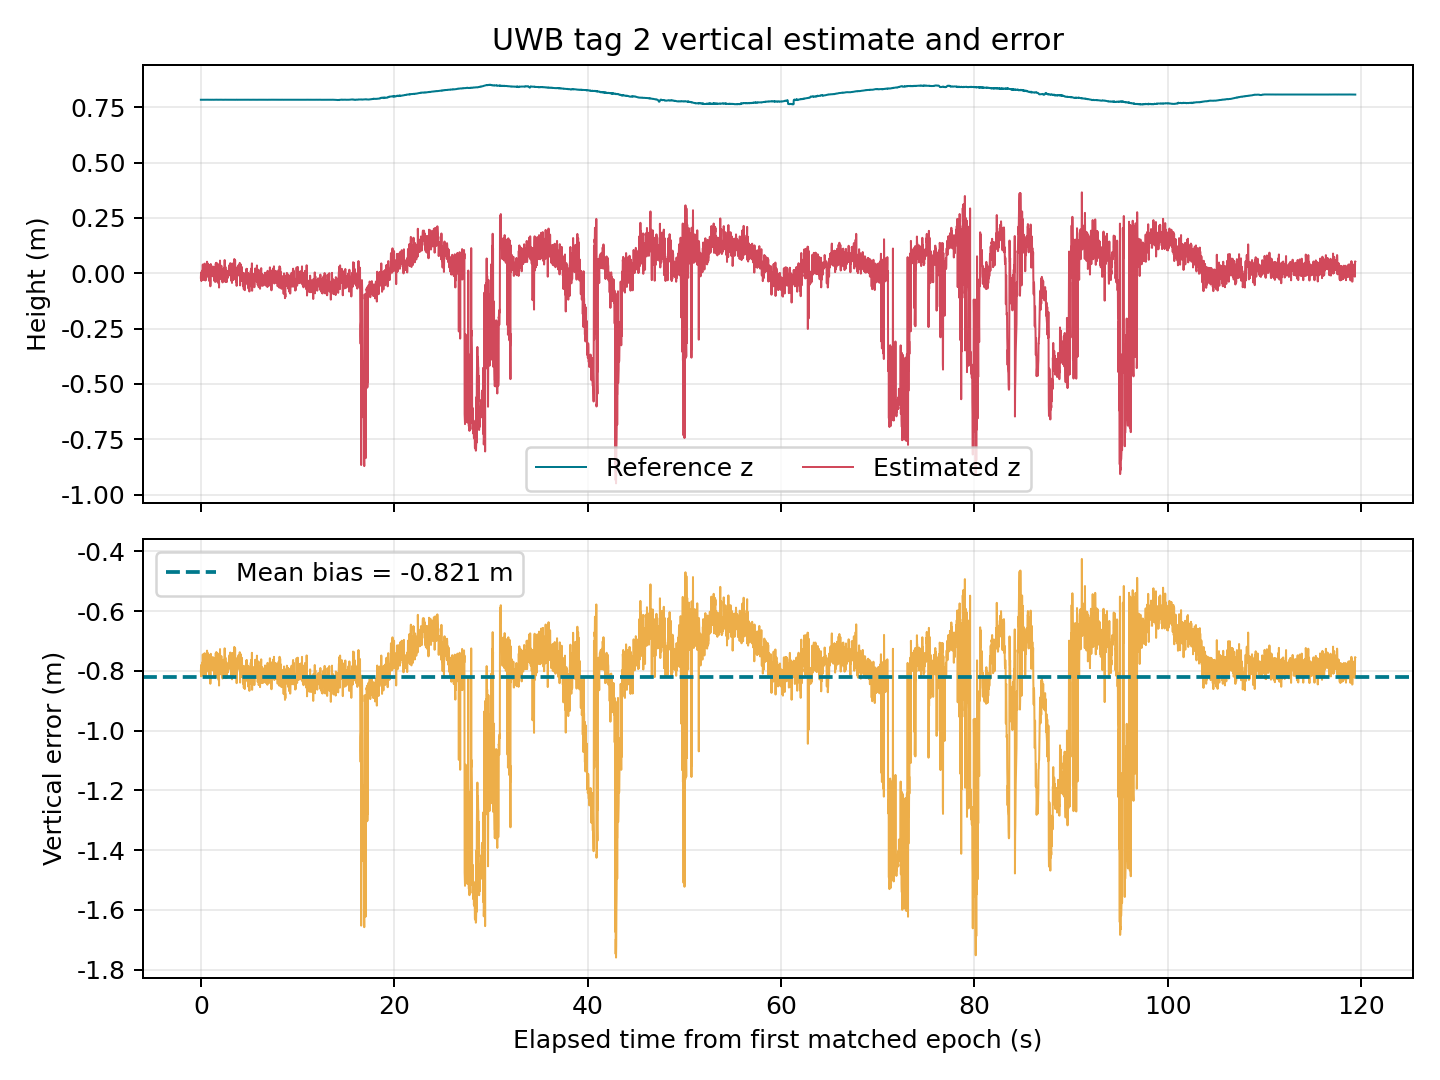 UWB tag 2 vertical estimate and error
Height (m)
0.75
0.50
0.25
0.00
-0.25
-0.50
-0.75
-1.00
Reference z
Estimated z
Vertical error (m)
-0.4
-0.6
-0.8
-1.0
-1.2
-1.4
-1.6
-1.8
Mean bias = -0.821 m
0 20 40 60 80 100 120
Elapsed time from first matched epoch (s)